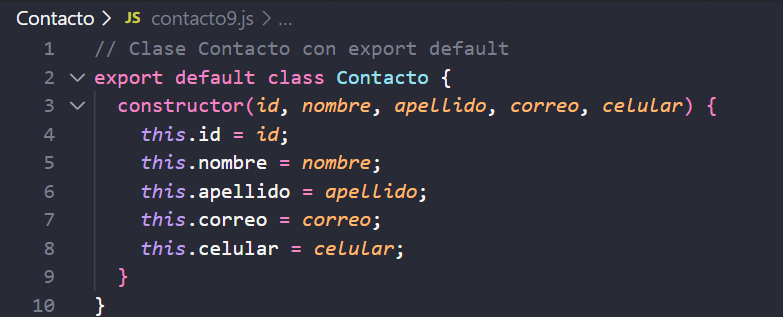 Contacto > JS contacto9.js > ...
1 // Clase Contacto con export default
2 export default class Contacto {
3 constructor(id, nombre, apellido, correo, celular) {
4 this.id = id;
5 this.nombre = nombre;
6 this.apellido = apellido;
7 this.correo = correo;
8 this.celular = celular;
9 }
10 }